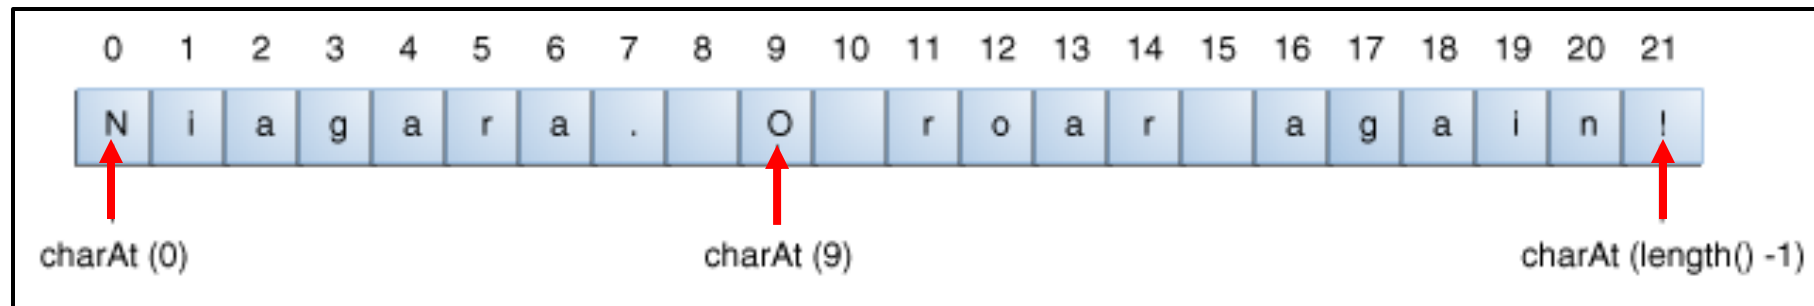 0 1 2 3 4 5 6 7 8 9 10 11 12 13 14 15 16 17 18 19 20 21
N i a g a r a . O r o a r a g a i n !
charAt (0) charAt (9) charAt (length() -1)